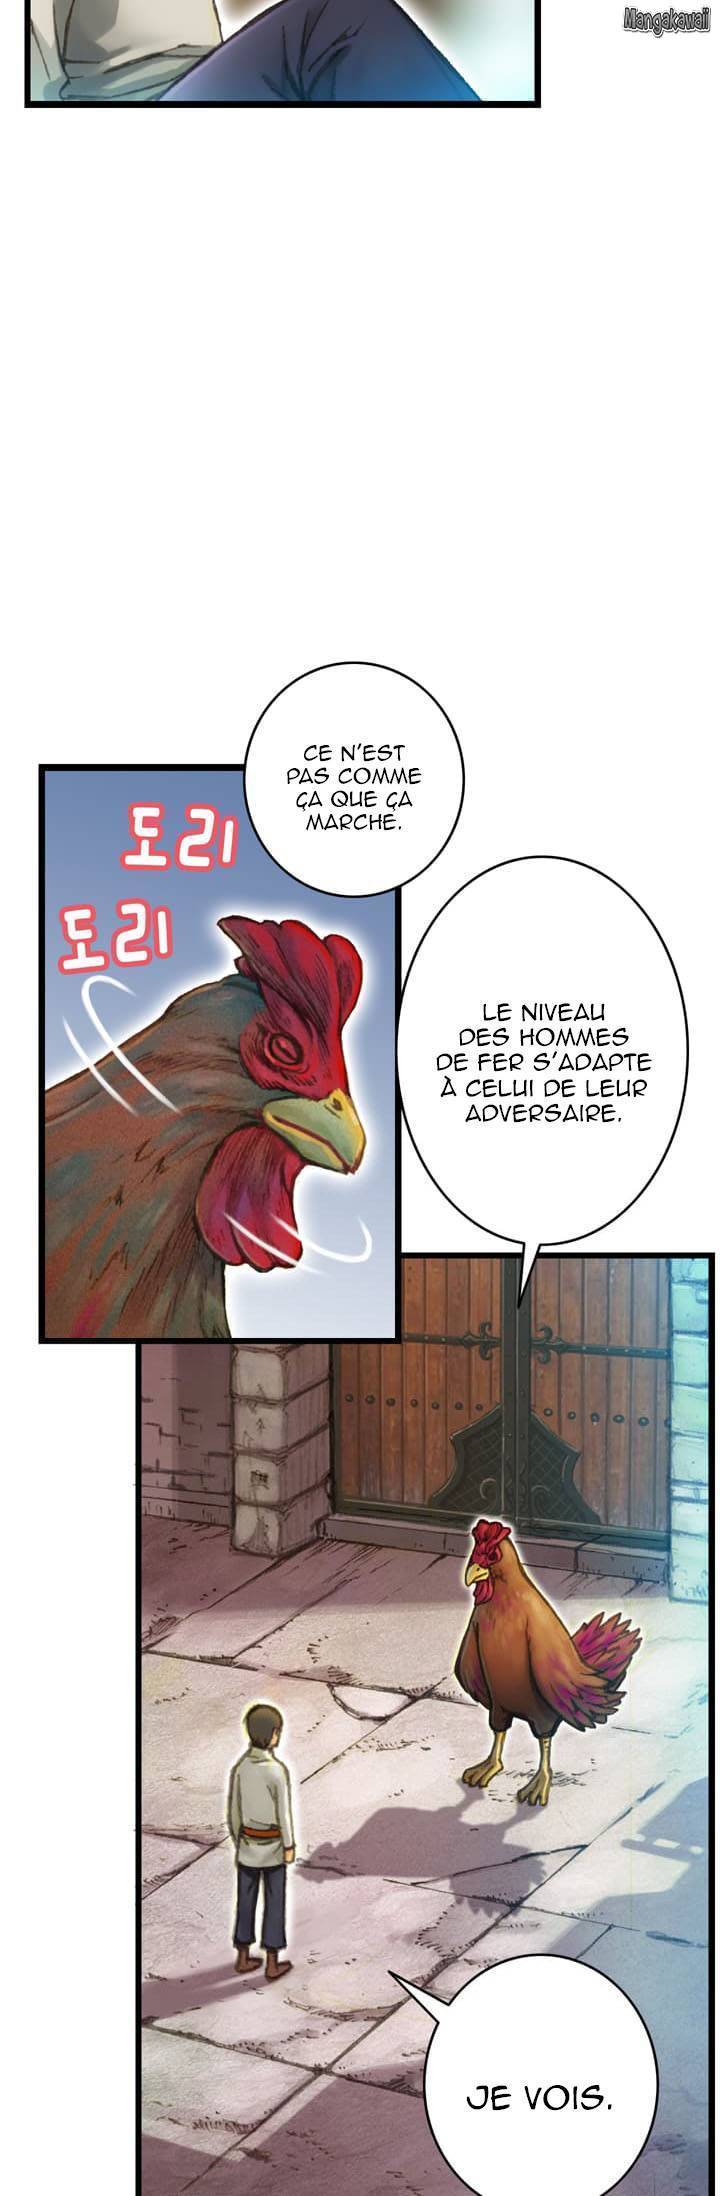 Mangakawaii
CE N'EST
PAS COMME
ÇA QUE ÇA
MARCHE.
도리
도리
LE NIVEAU
DES HOMMES
DE FER S'ADAPTE
À CELUI DE LEUR
ADVERSAIRE.
JE VOIS.